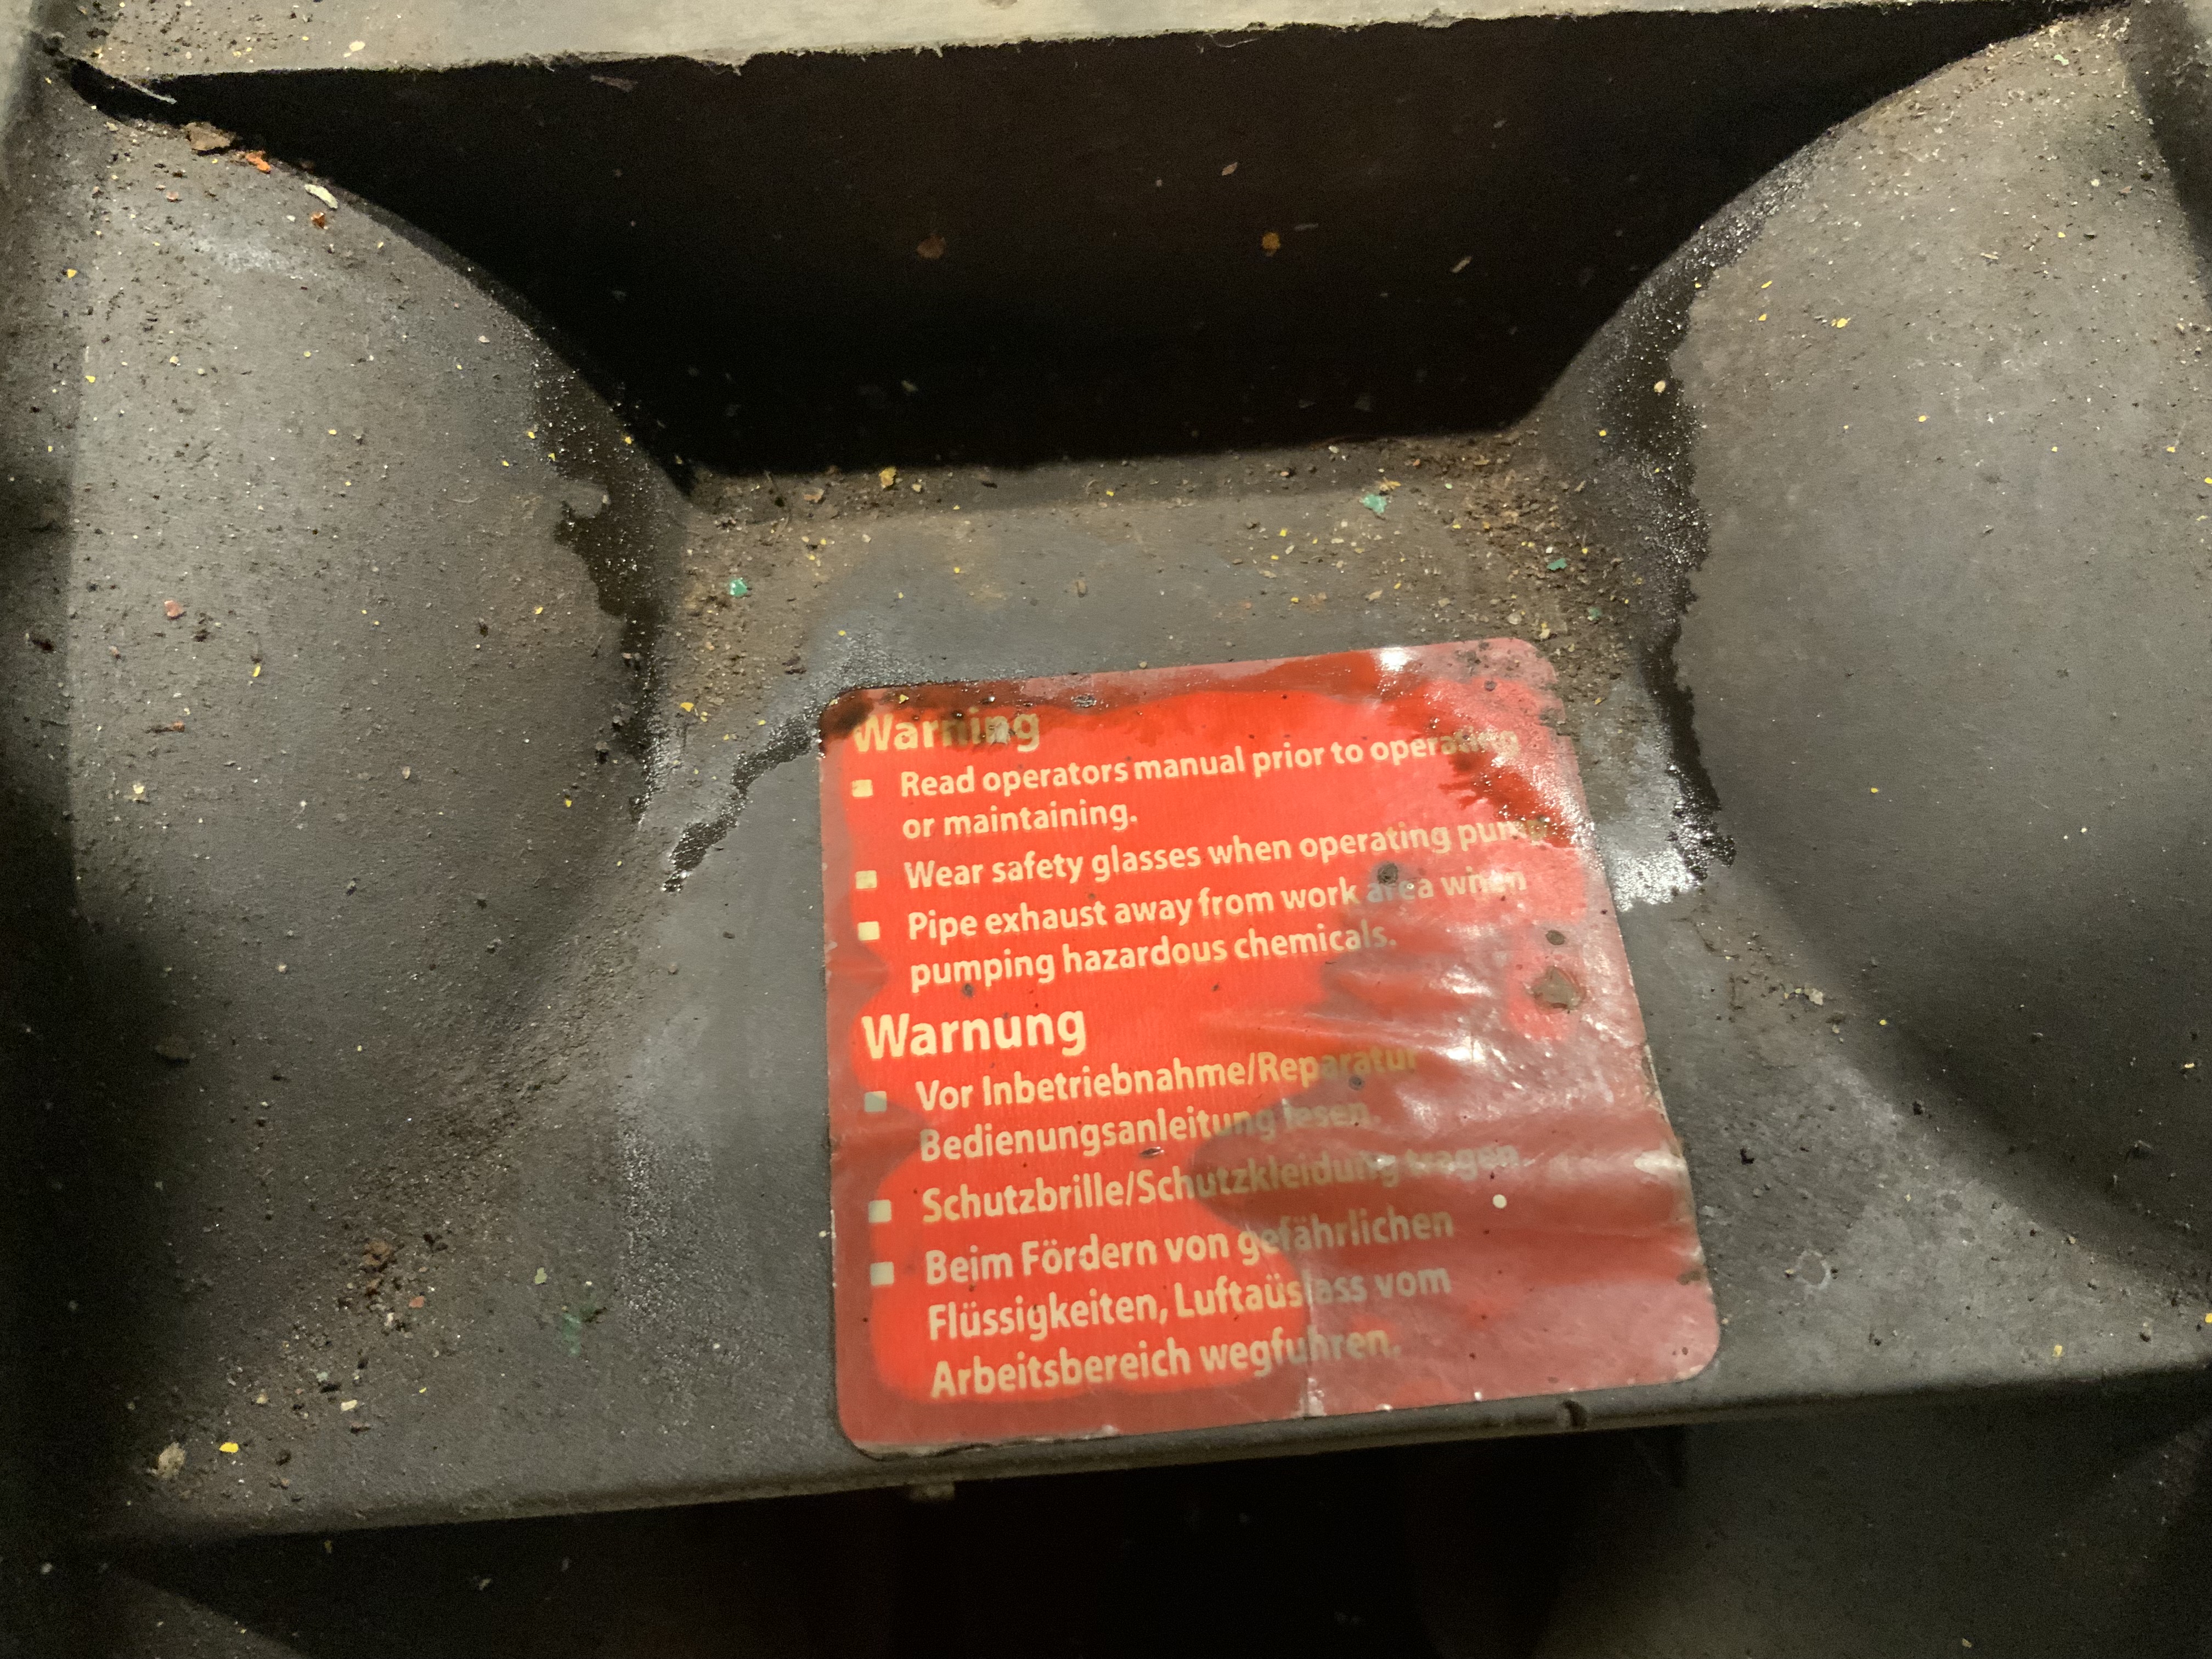 Warning
Read operators manual prior to operating
or maintaining.
Wear safety glasses when operating pump
Pipe exhaust away from work area when
pumping hazardous chemicals.
Warnung
Vor Inbetriebnahme/Reparatur
Bedienungsanleitung lesen.
Schutzbrille/Schutzkleidung tragen.
Beim Fördern von gefährlichen
Flüssigkeiten, Luftaüslass vom
Arbeitsbereich wegfuhren.